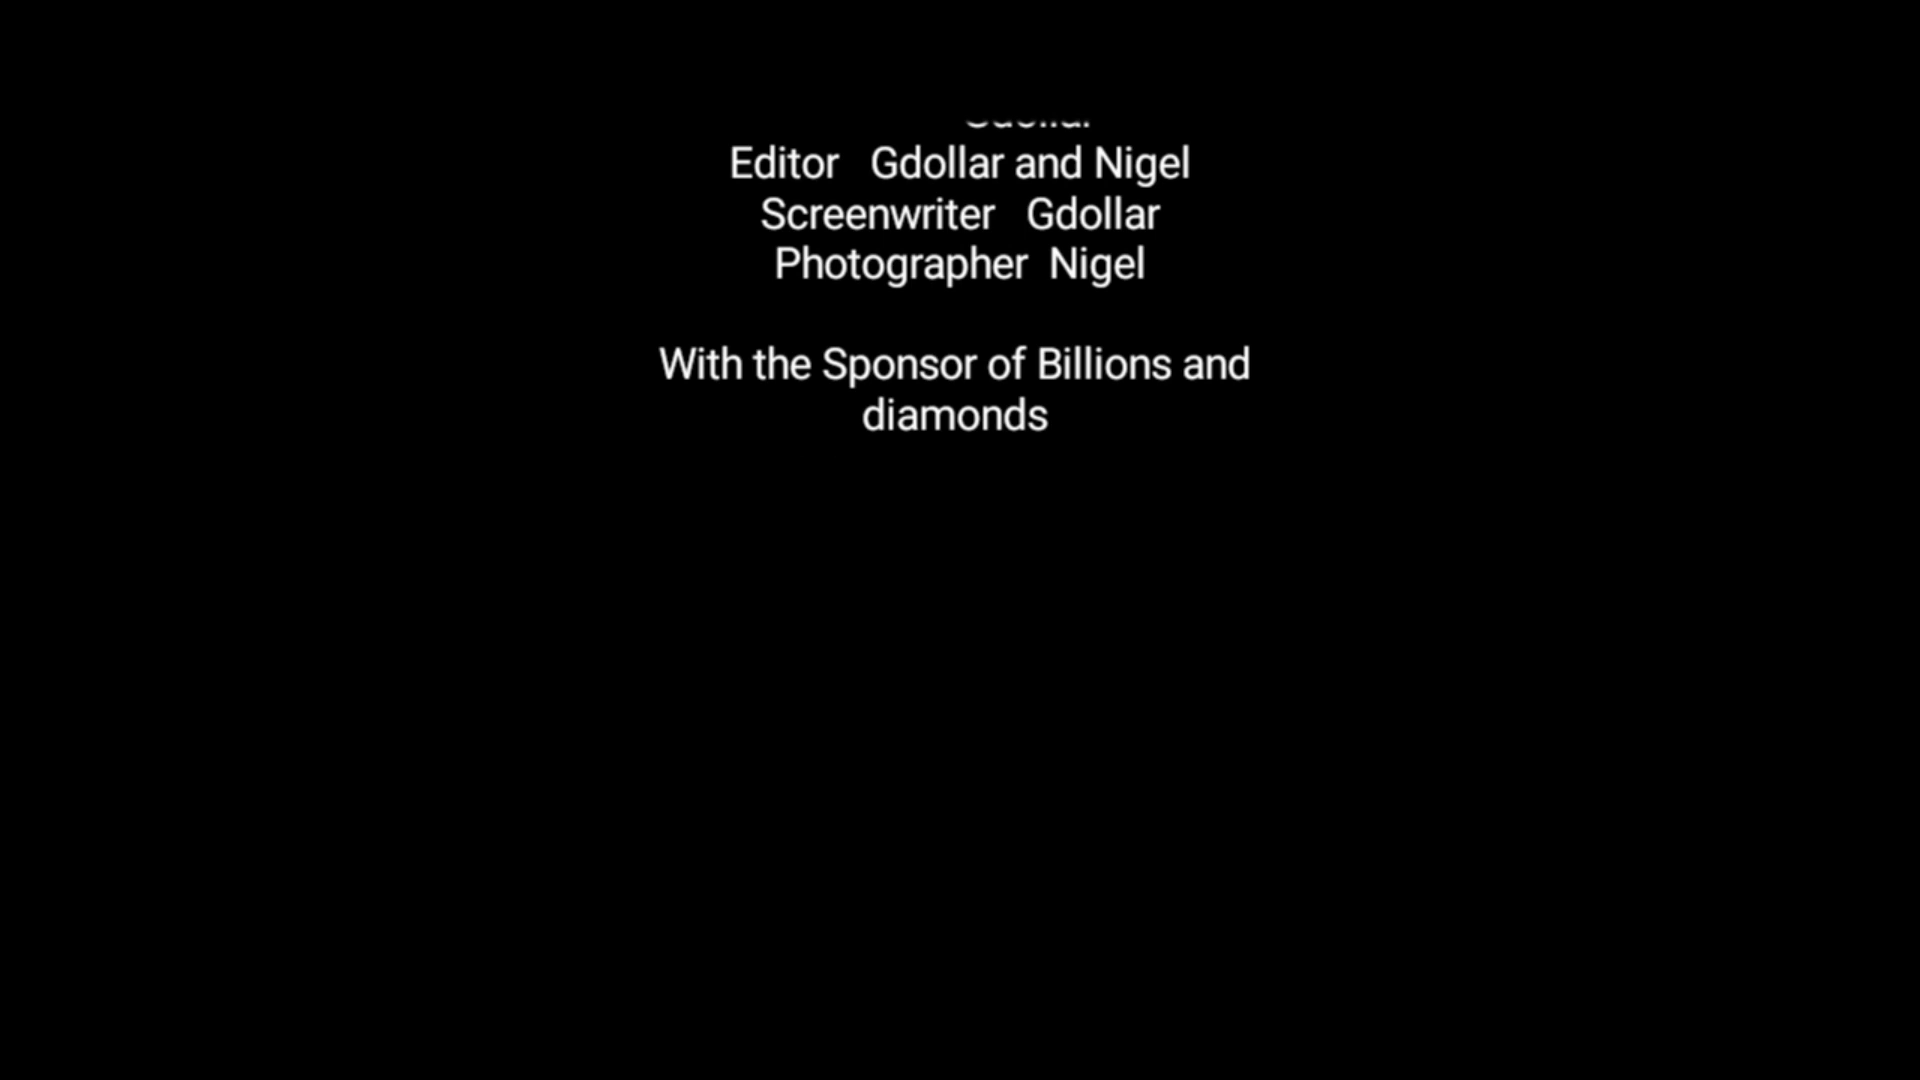 Editor   Gdollar and Nigel
Screenwriter   Gdollar
Photographer  Nigel
With the Sponsor of Billions and
diamonds